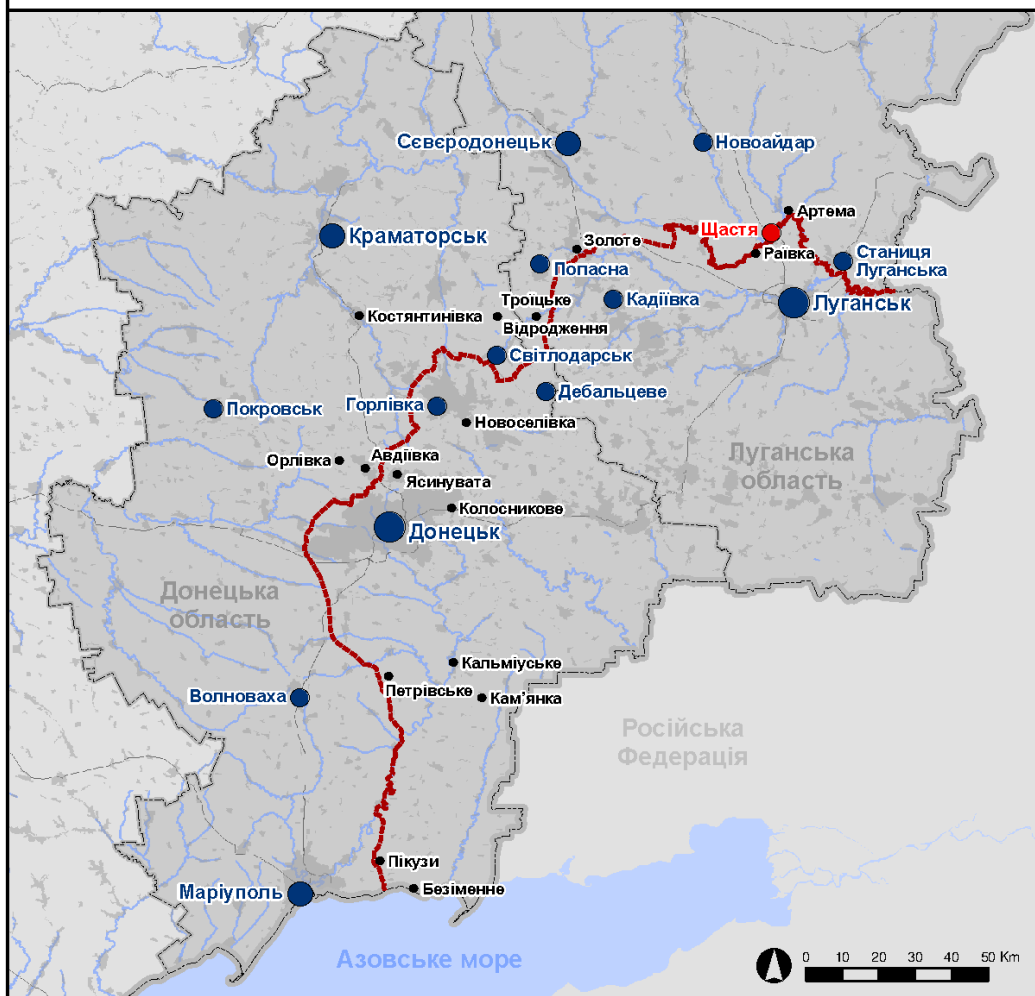 Сєвєродонецьк
Новоайдар
Артема
Щастя
Краматорськ
Золоте
Раївка
Станиця
Луганська
Попасна
Троїцьке
Кадіївка
Луганськ
Костянтинівка
Відродження
Світлодарськ
Дебальцеве
Покровськ
Горлівка
Новоселівка
Орлівка
Авдіївка
Ясинувата
Луганська
область
Колосникове
Донецьк
Донецька
область
Кальміуське
Петрівське
Волноваха
Кам’янка
Російська
Федерація
Пікузи
Маріуполь
Безіменне
Азовське море
0 10 20 30 40 50 Km